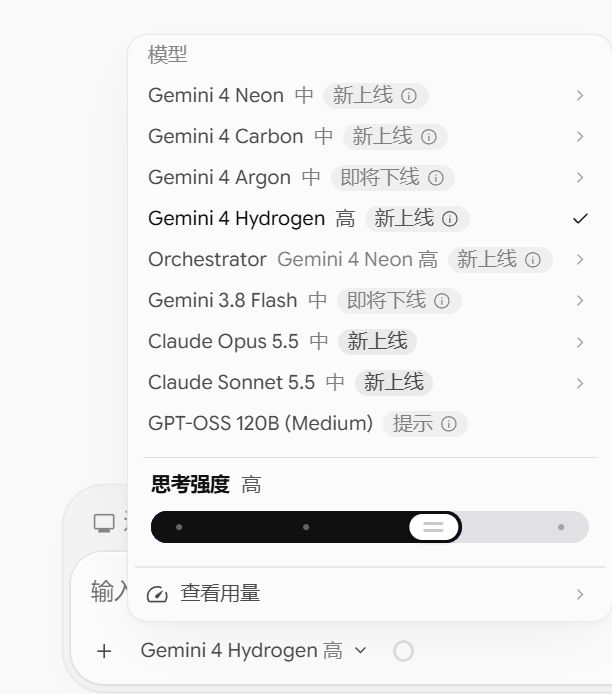 模型
Gemini 4 Neon 中 新上线
Gemini 4 Carbon 中 新上线
Gemini 4 Argon 中 即将下线
Gemini 4 Hydrogen 高 新上线
Orchestrator Gemini 4 Neon 高 新上线
Gemini 3.8 Flash 中 即将下线
Claude Opus 5.5 中 新上线
Claude Sonnet 5.5 中 新上线
GPT-OSS 120B (Medium) 提示
思考强度 高
查看用量
输入
Gemini 4 Hydrogen 高